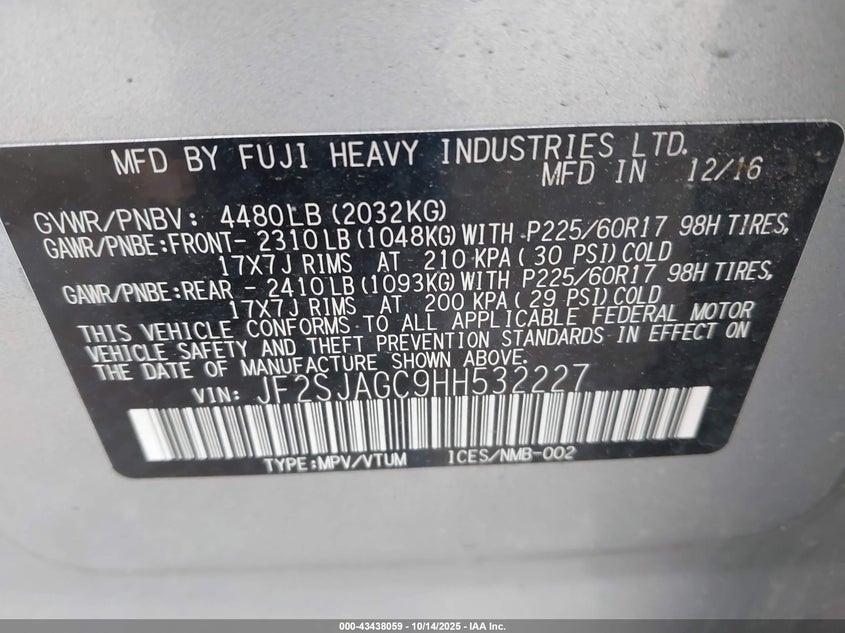 MFD BY FUJI HEAVY INDUSTRIES LTD.
MFD IN 12/16
GVWR/PNBV: 4480LB (2032KG)
GAWR/PNBE:FRONT- 2310LB (1048KG) WITH P225/60R17 98H TIRES,
17X7J RIMS AT 210 KPA ( 30 PSI) COLD
GAWR/PNBE:REAR - 2410LB (1093KG) WITH P225/60R17 98H TIRES,
17X7J RIMS AT 200 KPA ( 29 PSI) COLD
THIS VEHICLE CONFORMS TO ALL APPLICABLE FEDERAL MOTOR
VEHICLE SAFETY AND THEFT PREVENTION STANDARDS IN EFFECT ON
THE DATE OF MANUFACTURE SHOWN ABOVE.
VIN: JF2SJAGC9HH532227
TYPE:MPV/VTUM ICES/NMB-002
000-43438059 - 10/14/2025 - IAA Inc.